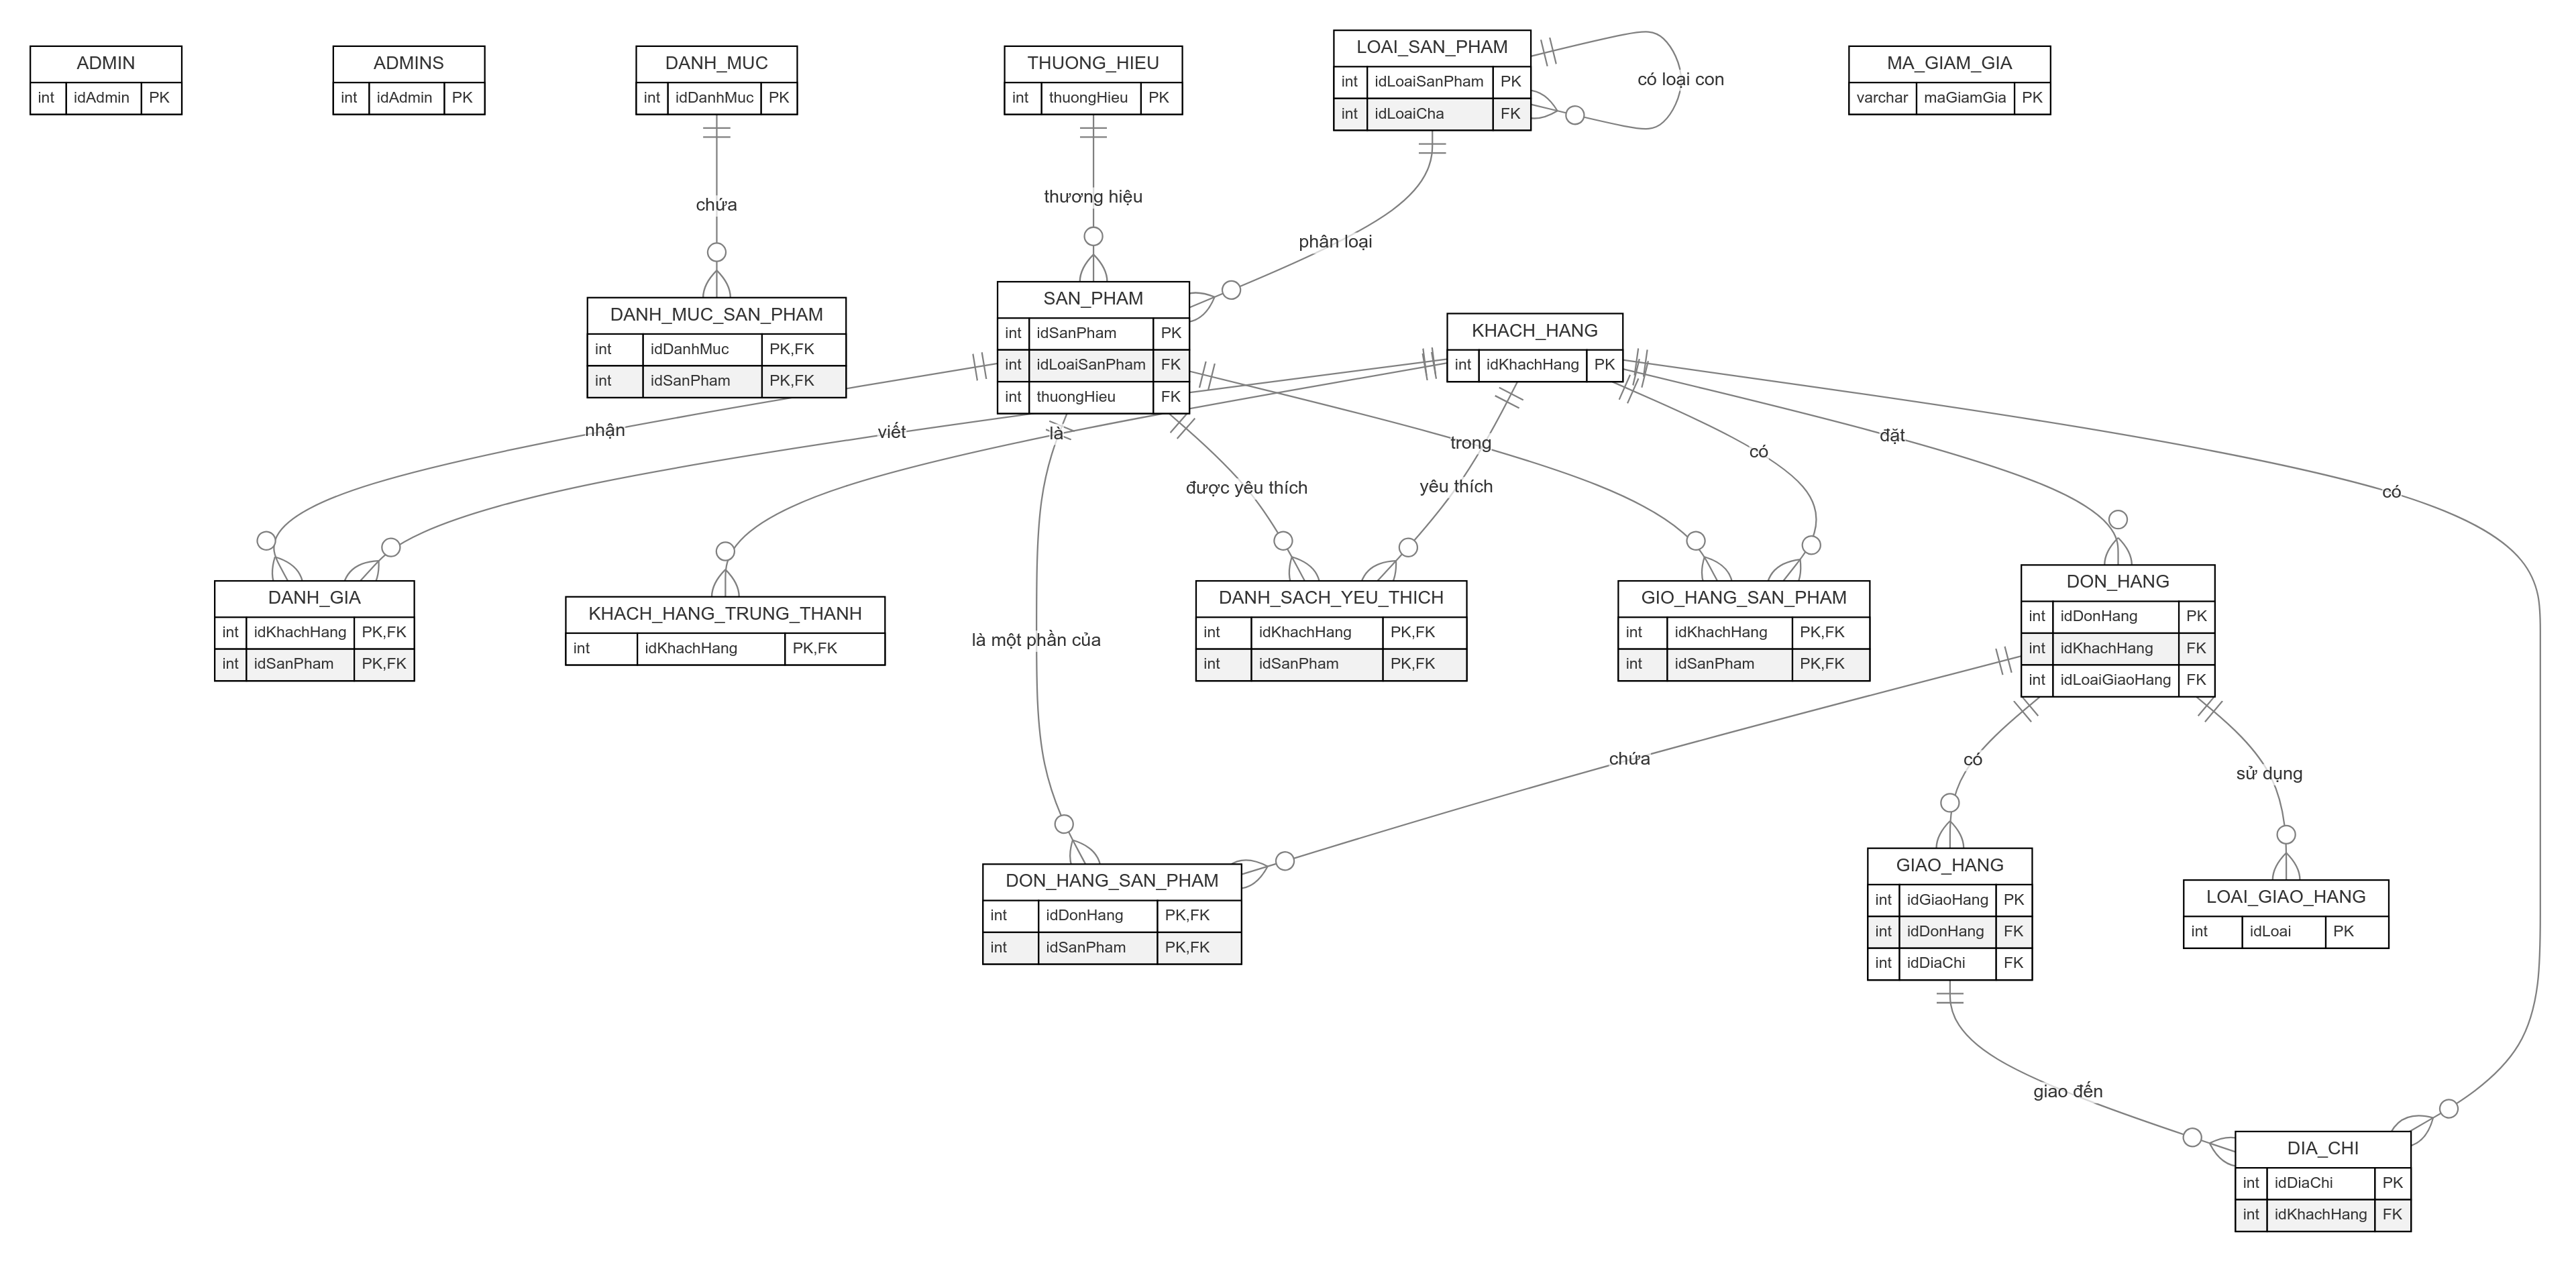 ADMIN
int idAdmin PK
ADMINS
int idAdmin PK
DANH_MUC
int idDanhMuc PK
THUONG_HIEU
int thuongHieu PK
LOAI_SAN_PHAM
int idLoaiSanPham PK
int idLoaiCha FK
có loại con
MA_GIAM_GIA
varchar maGiamGia PK
chứa
thương hiệu
phân loại
DANH_MUC_SAN_PHAM
int idDanhMuc PK,FK
int idSanPham PK,FK
SAN_PHAM
int idSanPham PK
int idLoaiSanPham FK
int thuongHieu FK
KHACH_HANG
int idKhachHang PK
nhận
viết
là
trong
có
đặt
được yêu thích
yêu thích
có
DANH_GIA
int idKhachHang PK,FK
int idSanPham PK,FK
KHACH_HANG_TRUNG_THANH
int idKhachHang PK,FK
là một phần của
DANH_SACH_YEU_THICH
int idKhachHang PK,FK
int idSanPham PK,FK
GIO_HANG_SAN_PHAM
int idKhachHang PK,FK
int idSanPham PK,FK
DON_HANG
int idDonHang PK
int idKhachHang FK
int idLoaiGiaoHang FK
chứa
có
sử dụng
DON_HANG_SAN_PHAM
int idDonHang PK,FK
int idSanPham PK,FK
GIAO_HANG
int idGiaoHang PK
int idDonHang FK
int idDiaChi FK
LOAI_GIAO_HANG
int idLoai PK
giao đến
DIA_CHI
int idDiaChi PK
int idKhachHang FK